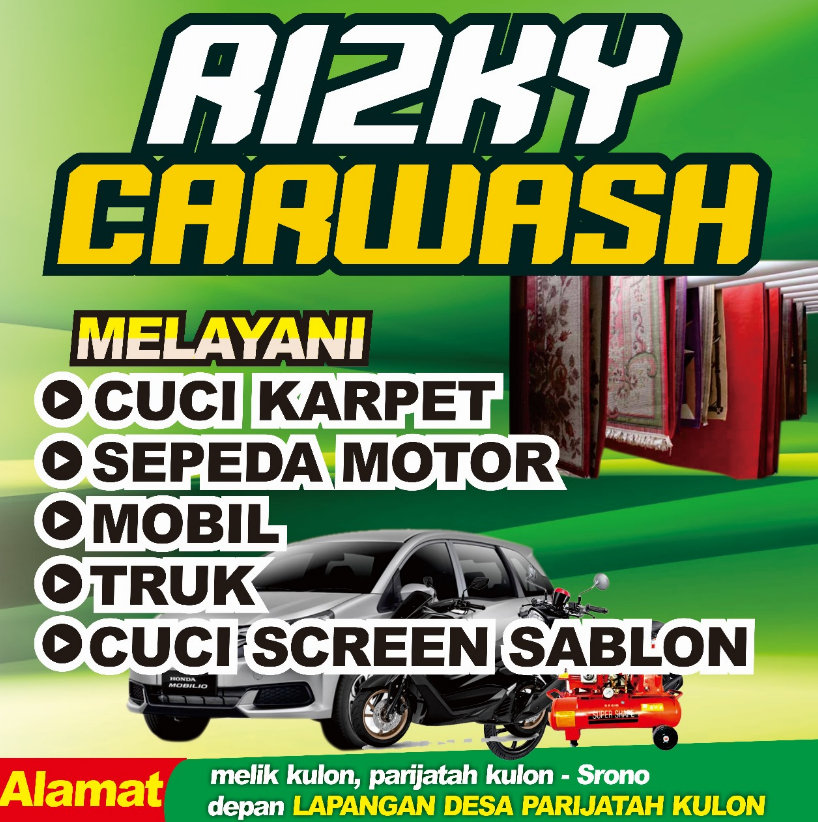 RIZKY
CARWASH
MELAYANI
CUCI KARPET
SEPEDA MOTOR
MOBIL
TRUK
CUCI SCREEN SABLON
HONDA
MOBILIO
SUPER SHAPE
Alamat
melik kulon, parijatah kulon - Srono
depan LAPANGAN DESA PARIJATAH KULON